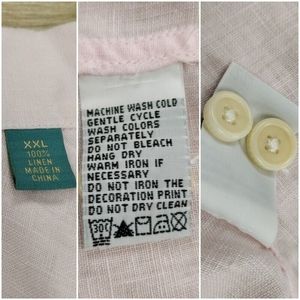 XXL
100%
LINEN
MADE IN
CHINA
MACHINE WASH COLD
GENTLE CYCLE
WASH COLORS
SEPARATELY
DO NOT BLEACH
HANG DRY
WARM IRON IF
NECESSARY
DO NOT IRON THE
DECORATION PRINT
DO NOT DRY CLEAN
30C